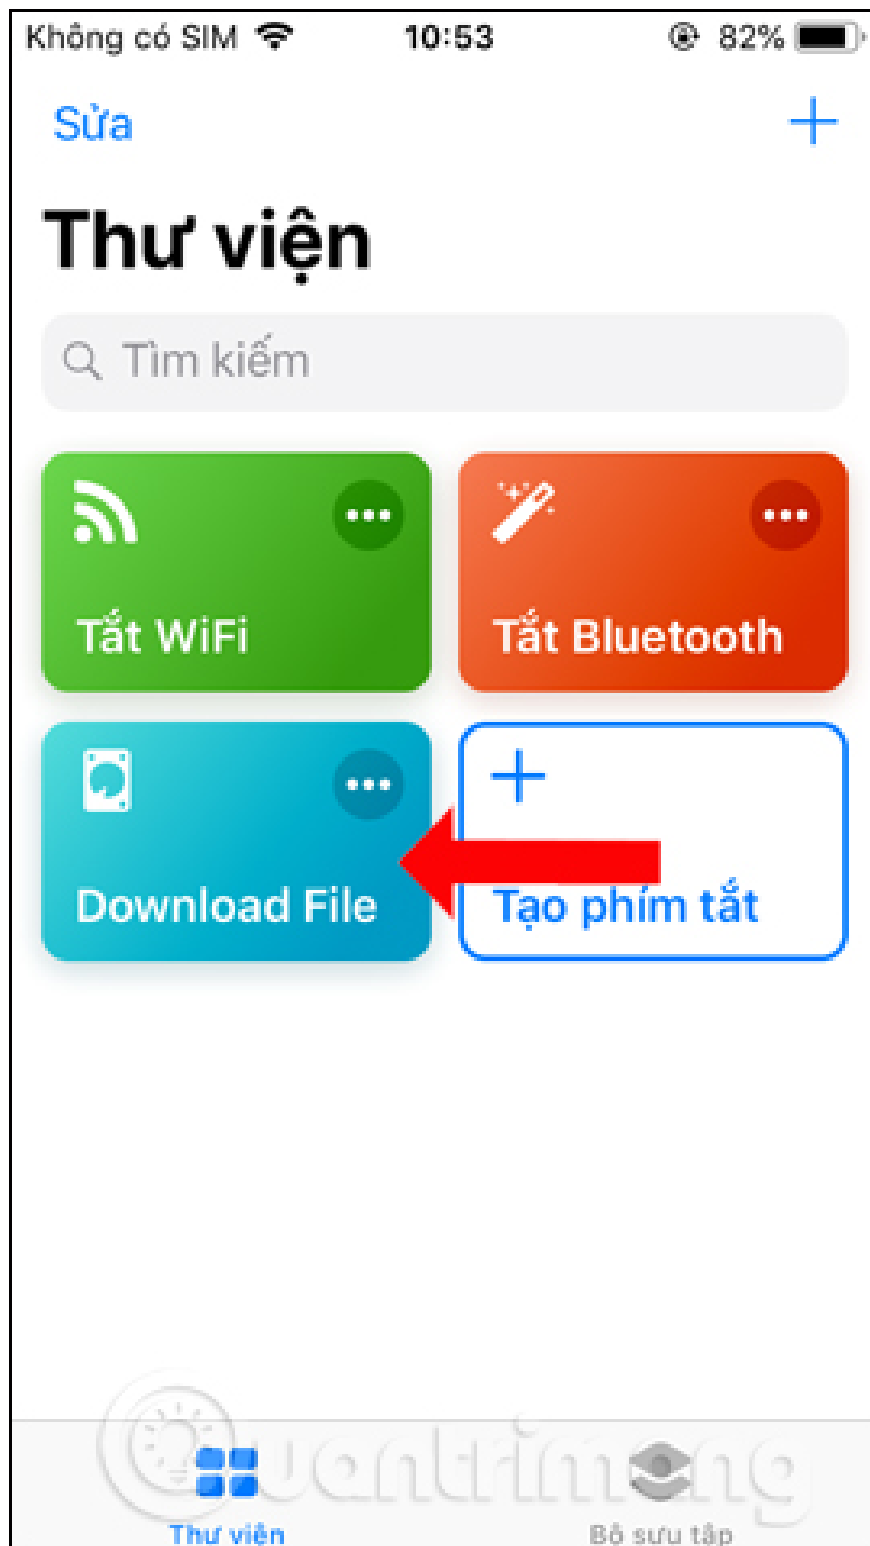 Không có SIM 10:53 82%
Sửa
Thư viện
Tìm kiếm
Tắt WiFi
Tắt Bluetooth
Download File
Tạo phím tắt
Quantrimang
Thư viện
Bộ sưu tập